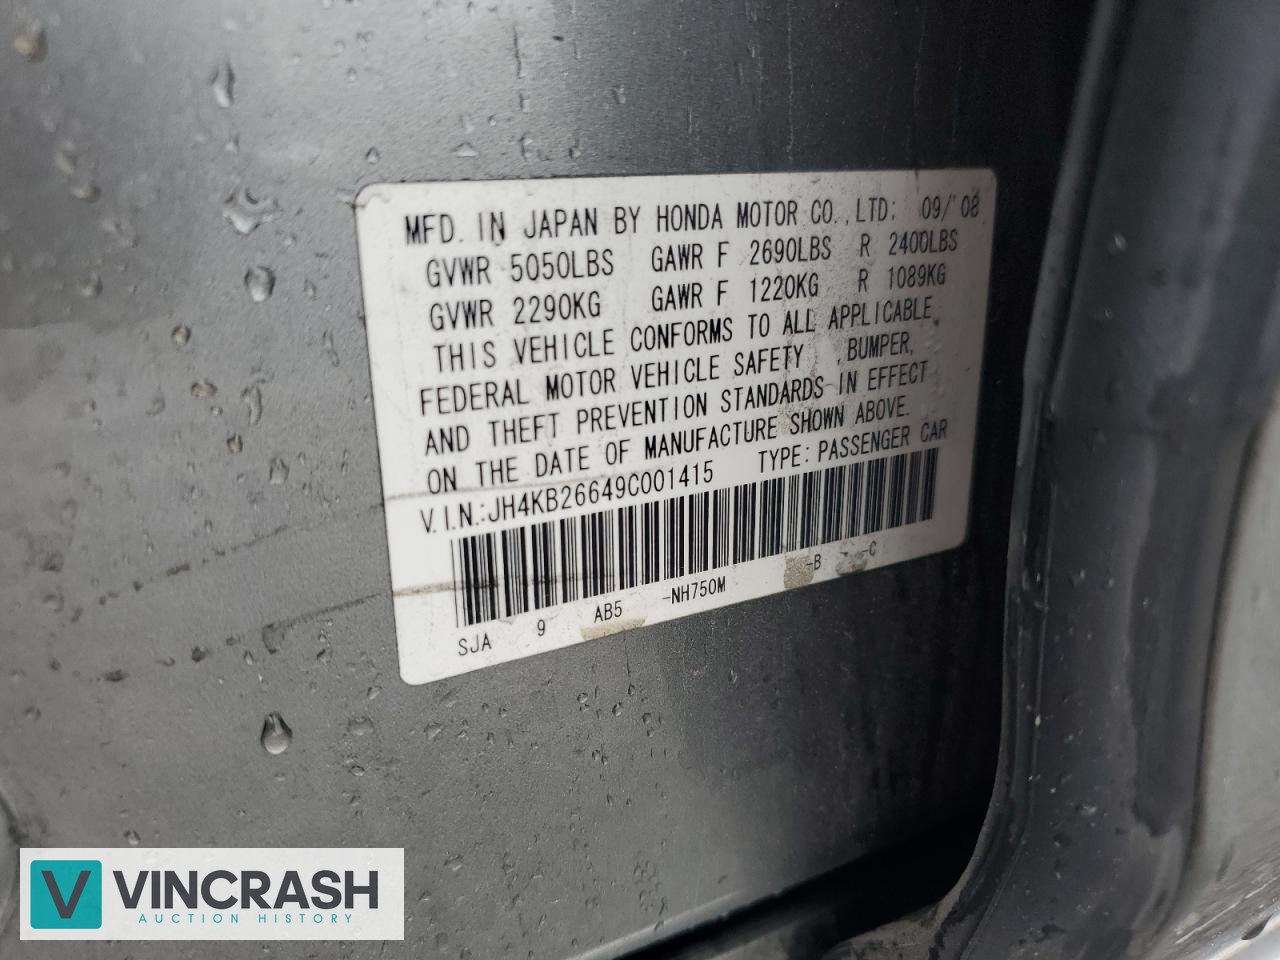 MFD. IN JAPAN BY HONDA MOTOR CO.,LTD; 09/'08
GVWR 5050LBS GAWR F 2690LBS R 2400LBS
GVWR 2290KG GAWR F 1220KG R 1089KG
THIS VEHICLE CONFORMS TO ALL APPLICABLE
FEDERAL MOTOR VEHICLE SAFETY , BUMPER,
AND THEFT PREVENTION STANDARDS IN EFFECT
ON THE DATE OF MANUFACTURE SHOWN ABOVE.
V.I.N.:JH4KB26649C001415 TYPE: PASSENGER CAR
SJA 9 AB5 -NH750M -B -C
V VINCRASH
AUCTION HISTORY